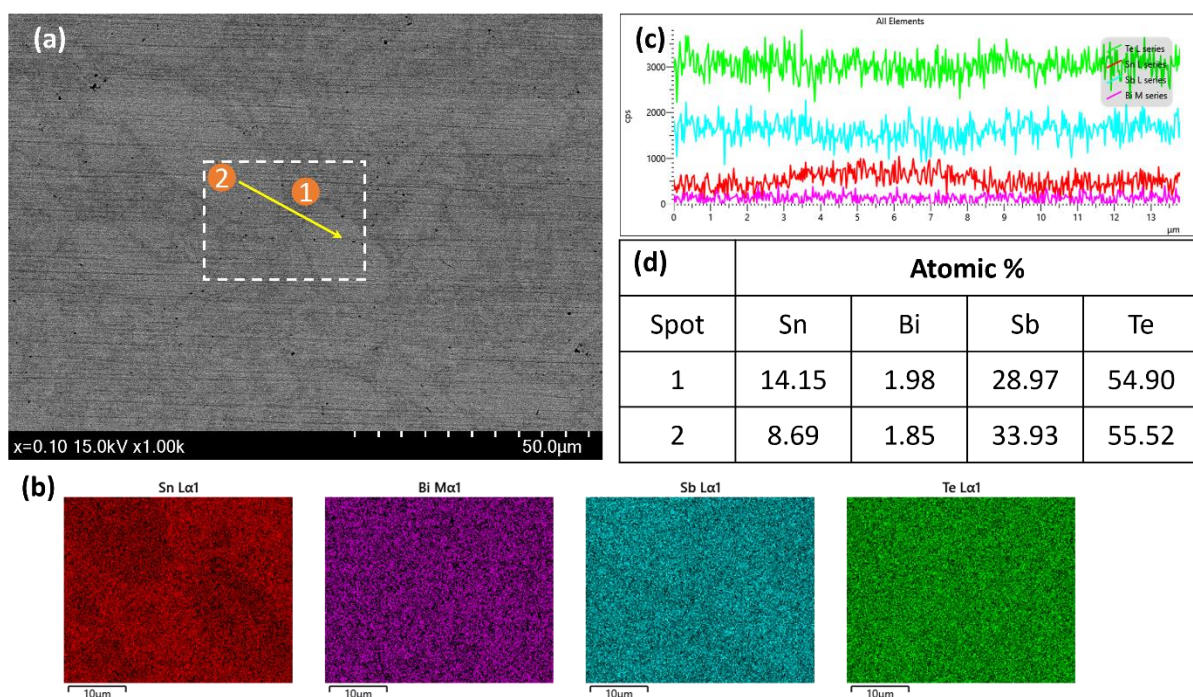 (a)
2
1
x=0.10 15.0kV x1.00k
50.0μm
(c)
All Elements
Te L series
Sn L series
Sb L series
Bi M series
cps
3000
2000
1000
0
0 1 2 3 4 5 6 7 8 9 10 11 12 13
μm
(d)
Atomic %
Spot Sn Bi Sb Te
1 14.15 1.98 28.97 54.90
2 8.69 1.85 33.93 55.52
(b)
Sn Lα1 Bi Mα1 Sb Lα1 Te Lα1
10μm 10μm 10μm 10μm